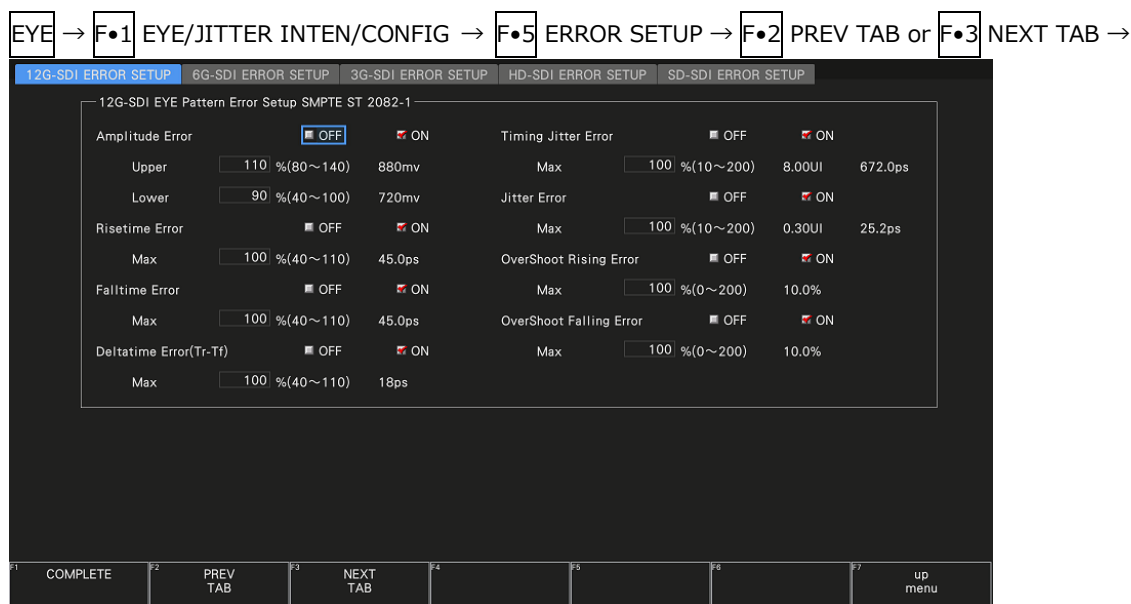 EYE → F•1 EYE/JITTER INTEN/CONFIG → F•5 ERROR SETUP → F•2 PREV TAB or F•3 NEXT TAB →
12G-SDI ERROR SETUP 6G-SDI ERROR SETUP 3G-SDI ERROR SETUP HD-SDI ERROR SETUP SD-SDI ERROR SETUP
12G-SDI EYE Pattern Error Setup SMPTE ST 2082-1
Amplitude Error OFF ON
Upper 110 %(80～140) 880mv
Lower 90 %(40～100) 720mv
Risetime Error OFF ON
Max 100 %(40～110) 45.0ps
Falltime Error OFF ON
Max 100 %(40～110) 45.0ps
Deltatime Error(Tr-Tf) OFF ON
Max 100 %(40～110) 18ps
Timing Jitter Error OFF ON
Max 100 %(10～200) 8.00UI 672.0ps
Jitter Error OFF ON
Max 100 %(10～200) 0.30UI 25.2ps
OverShoot Rising Error OFF ON
Max 100 %(0～200) 10.0%
OverShoot Falling Error OFF ON
Max 100 %(0～200) 10.0%
F1 COMPLETE F2 PREV TAB F3 NEXT TAB F4 F5 F6 F7 up menu